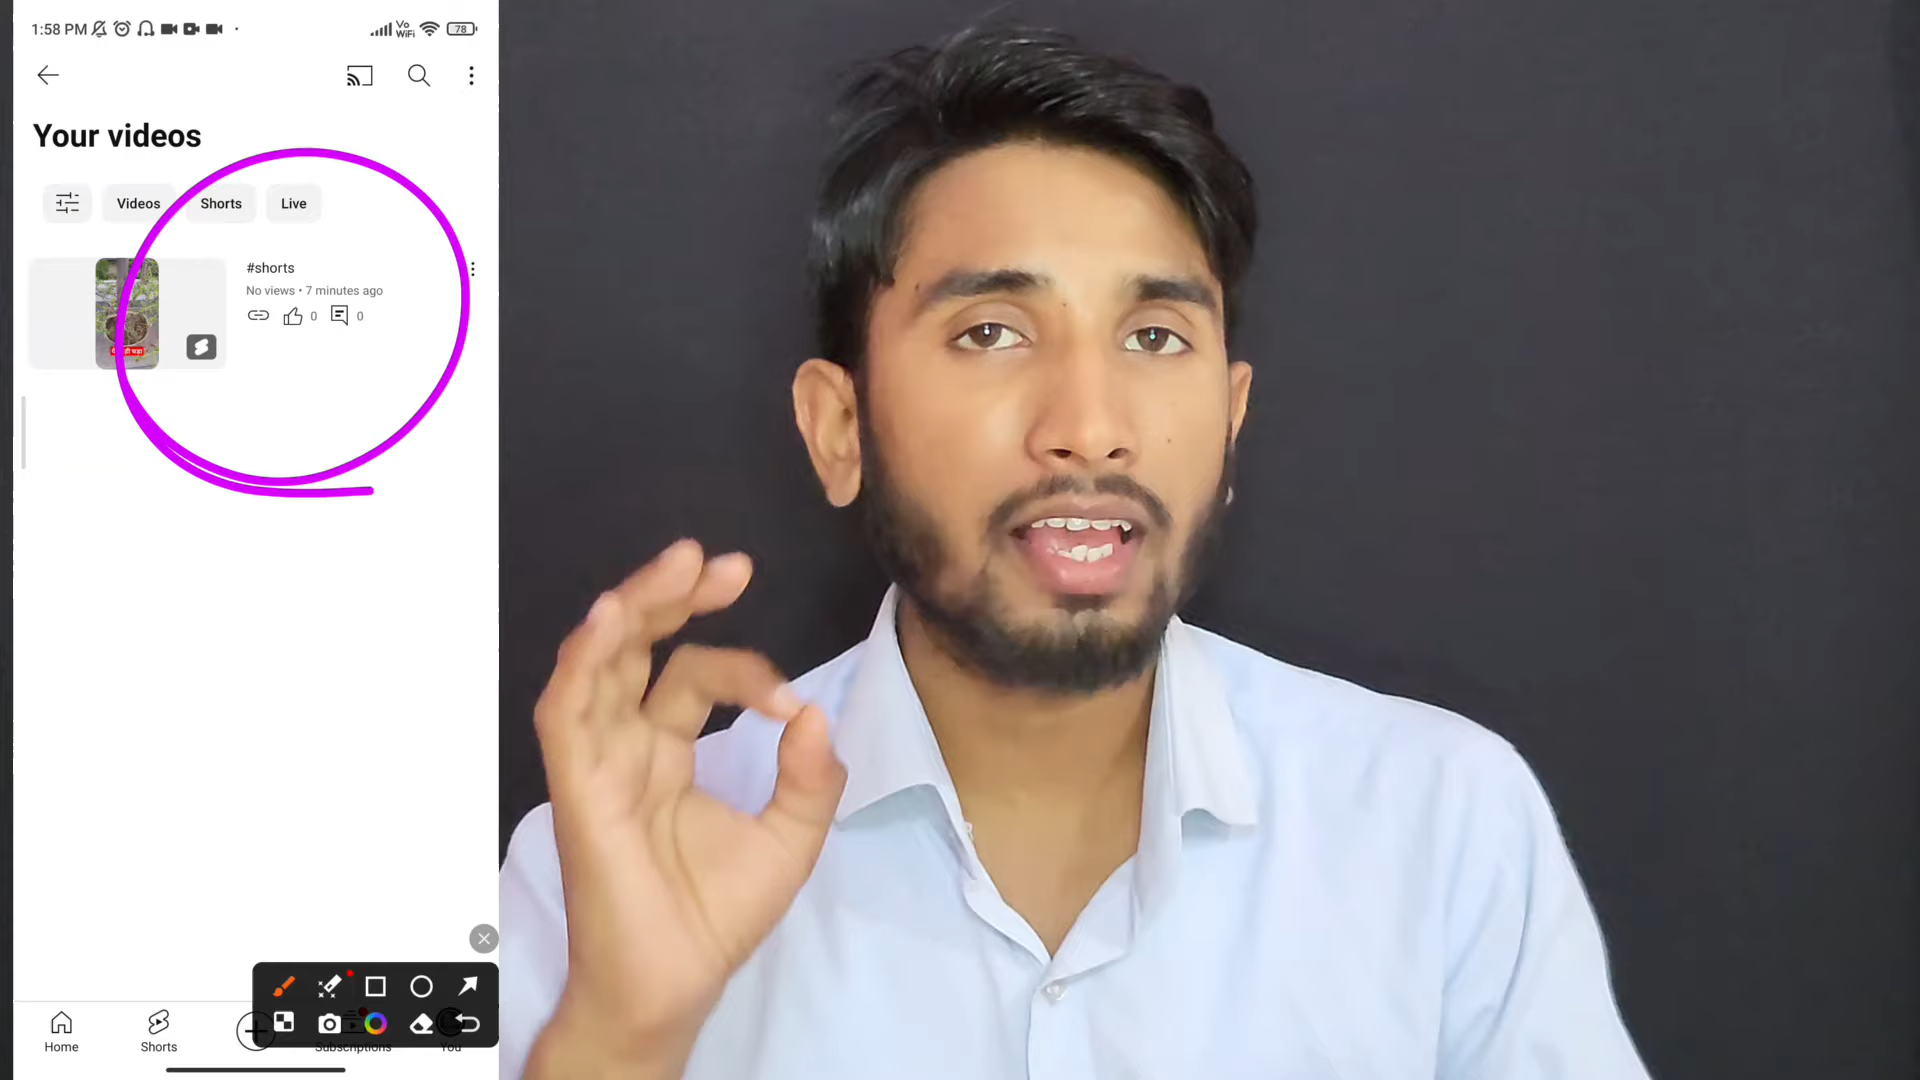 1:58 PM
Vo
WiFi
78
Your videos
Videos
Shorts
Live
#shorts
No views • 7 minutes ago
0
0
Home
Shorts
Subscriptions
You